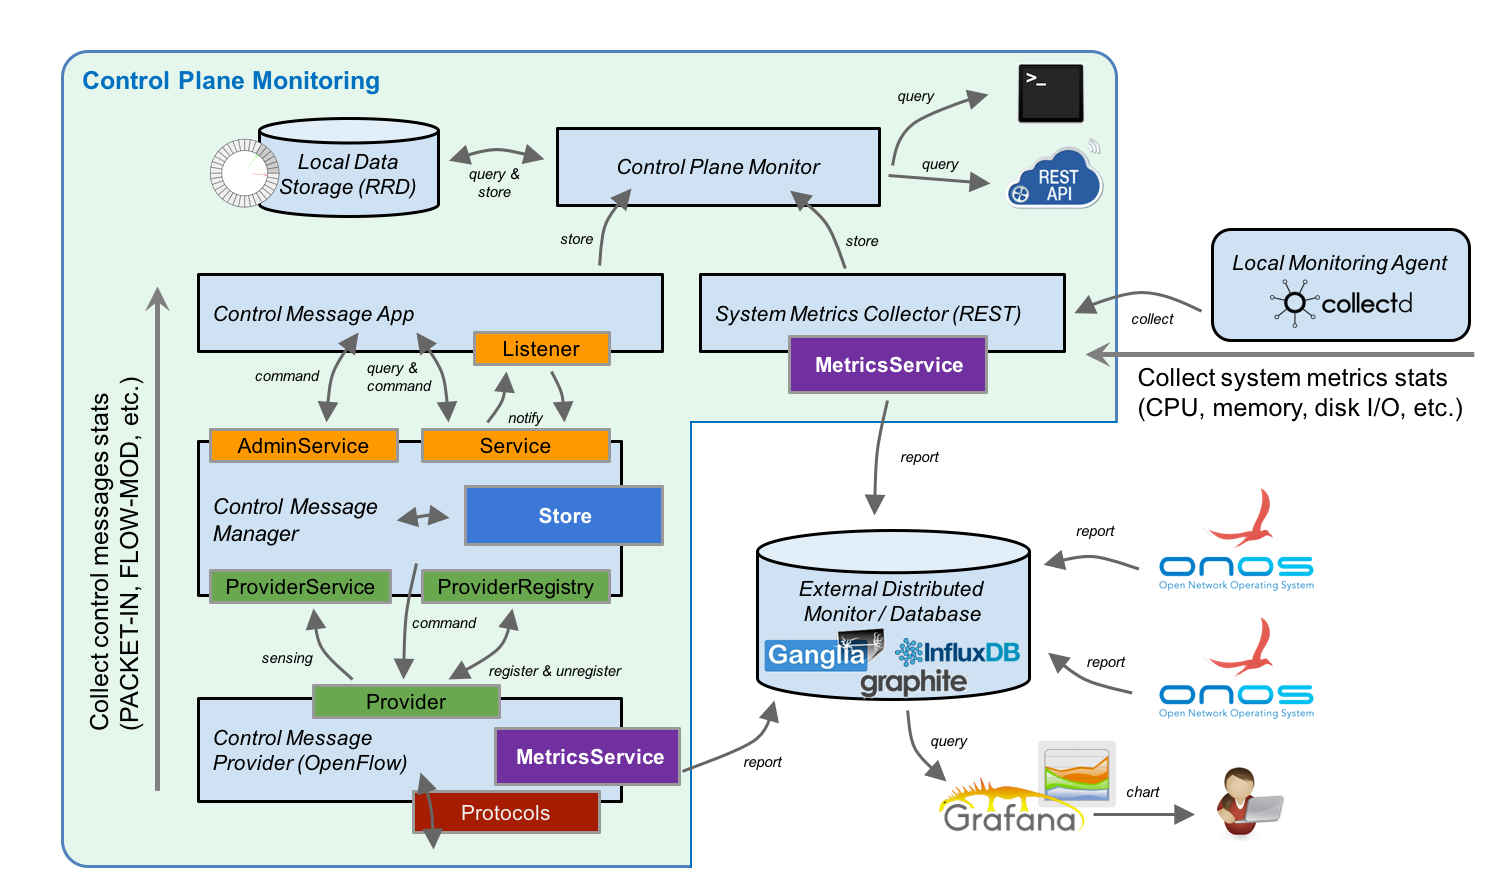 Control Plane Monitoring
>_
query
Local Data
Storage (RRD)
query &
store
Control Plane Monitor
query
REST
API
store
store
Local Monitoring Agent
collectd
collect
Control Message App
Listener
System Metrics Collector (REST)
MetricsService
Collect system metrics stats
(CPU, memory, disk I/O, etc.)
command
query &
command
notify
Collect control messages stats
(PACKET-IN, FLOW-MOD, etc.)
AdminService
Service
report
Control Message
Manager
Store
ProviderService
ProviderRegistry
External Distributed
Monitor / Database
Ganglia
InfluxDB
graphite
report
onos
Open Network Operating System
report
onos
Open Network Operating System
sensing
command
register & unregister
Provider
Control Message
Provider (OpenFlow)
MetricsService
Protocols
report
query
Grafana
chart